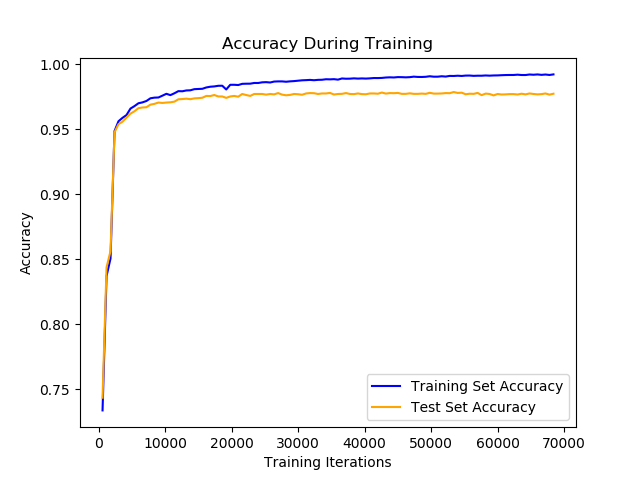 Accuracy During Training
1.00
0.95
0.90
0.85
0.80
0.75
Accuracy
Training Set Accuracy
Test Set Accuracy
0 10000 20000 30000 40000 50000 60000 70000
Training Iterations